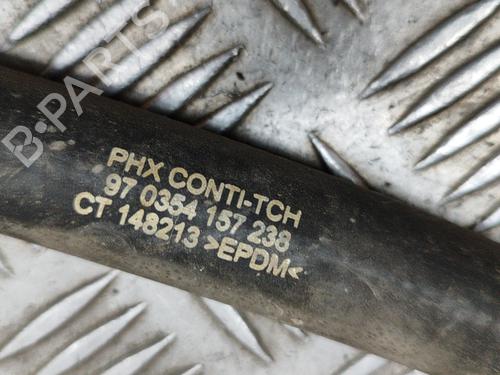 B-PARTS
PHX CONTI-TCH
97 0354 157 238
CT 148213 >EPDM<